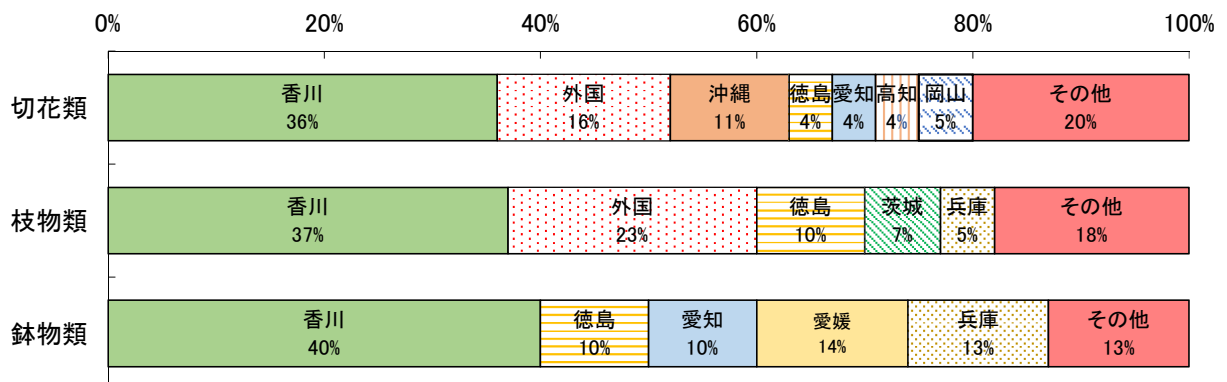 0% 20% 40% 60% 80% 100%
切花類
香川 外国 沖縄 徳島 愛知 高知 岡山 その他
36% 16% 11% 4% 4% 4% 5% 20%
枝物類
香川 外国 徳島 茨城 兵庫 その他
37% 23% 10% 7% 5% 18%
鉢物類
香川 徳島 愛知 愛媛 兵庫 その他
40% 10% 10% 14% 13% 13%